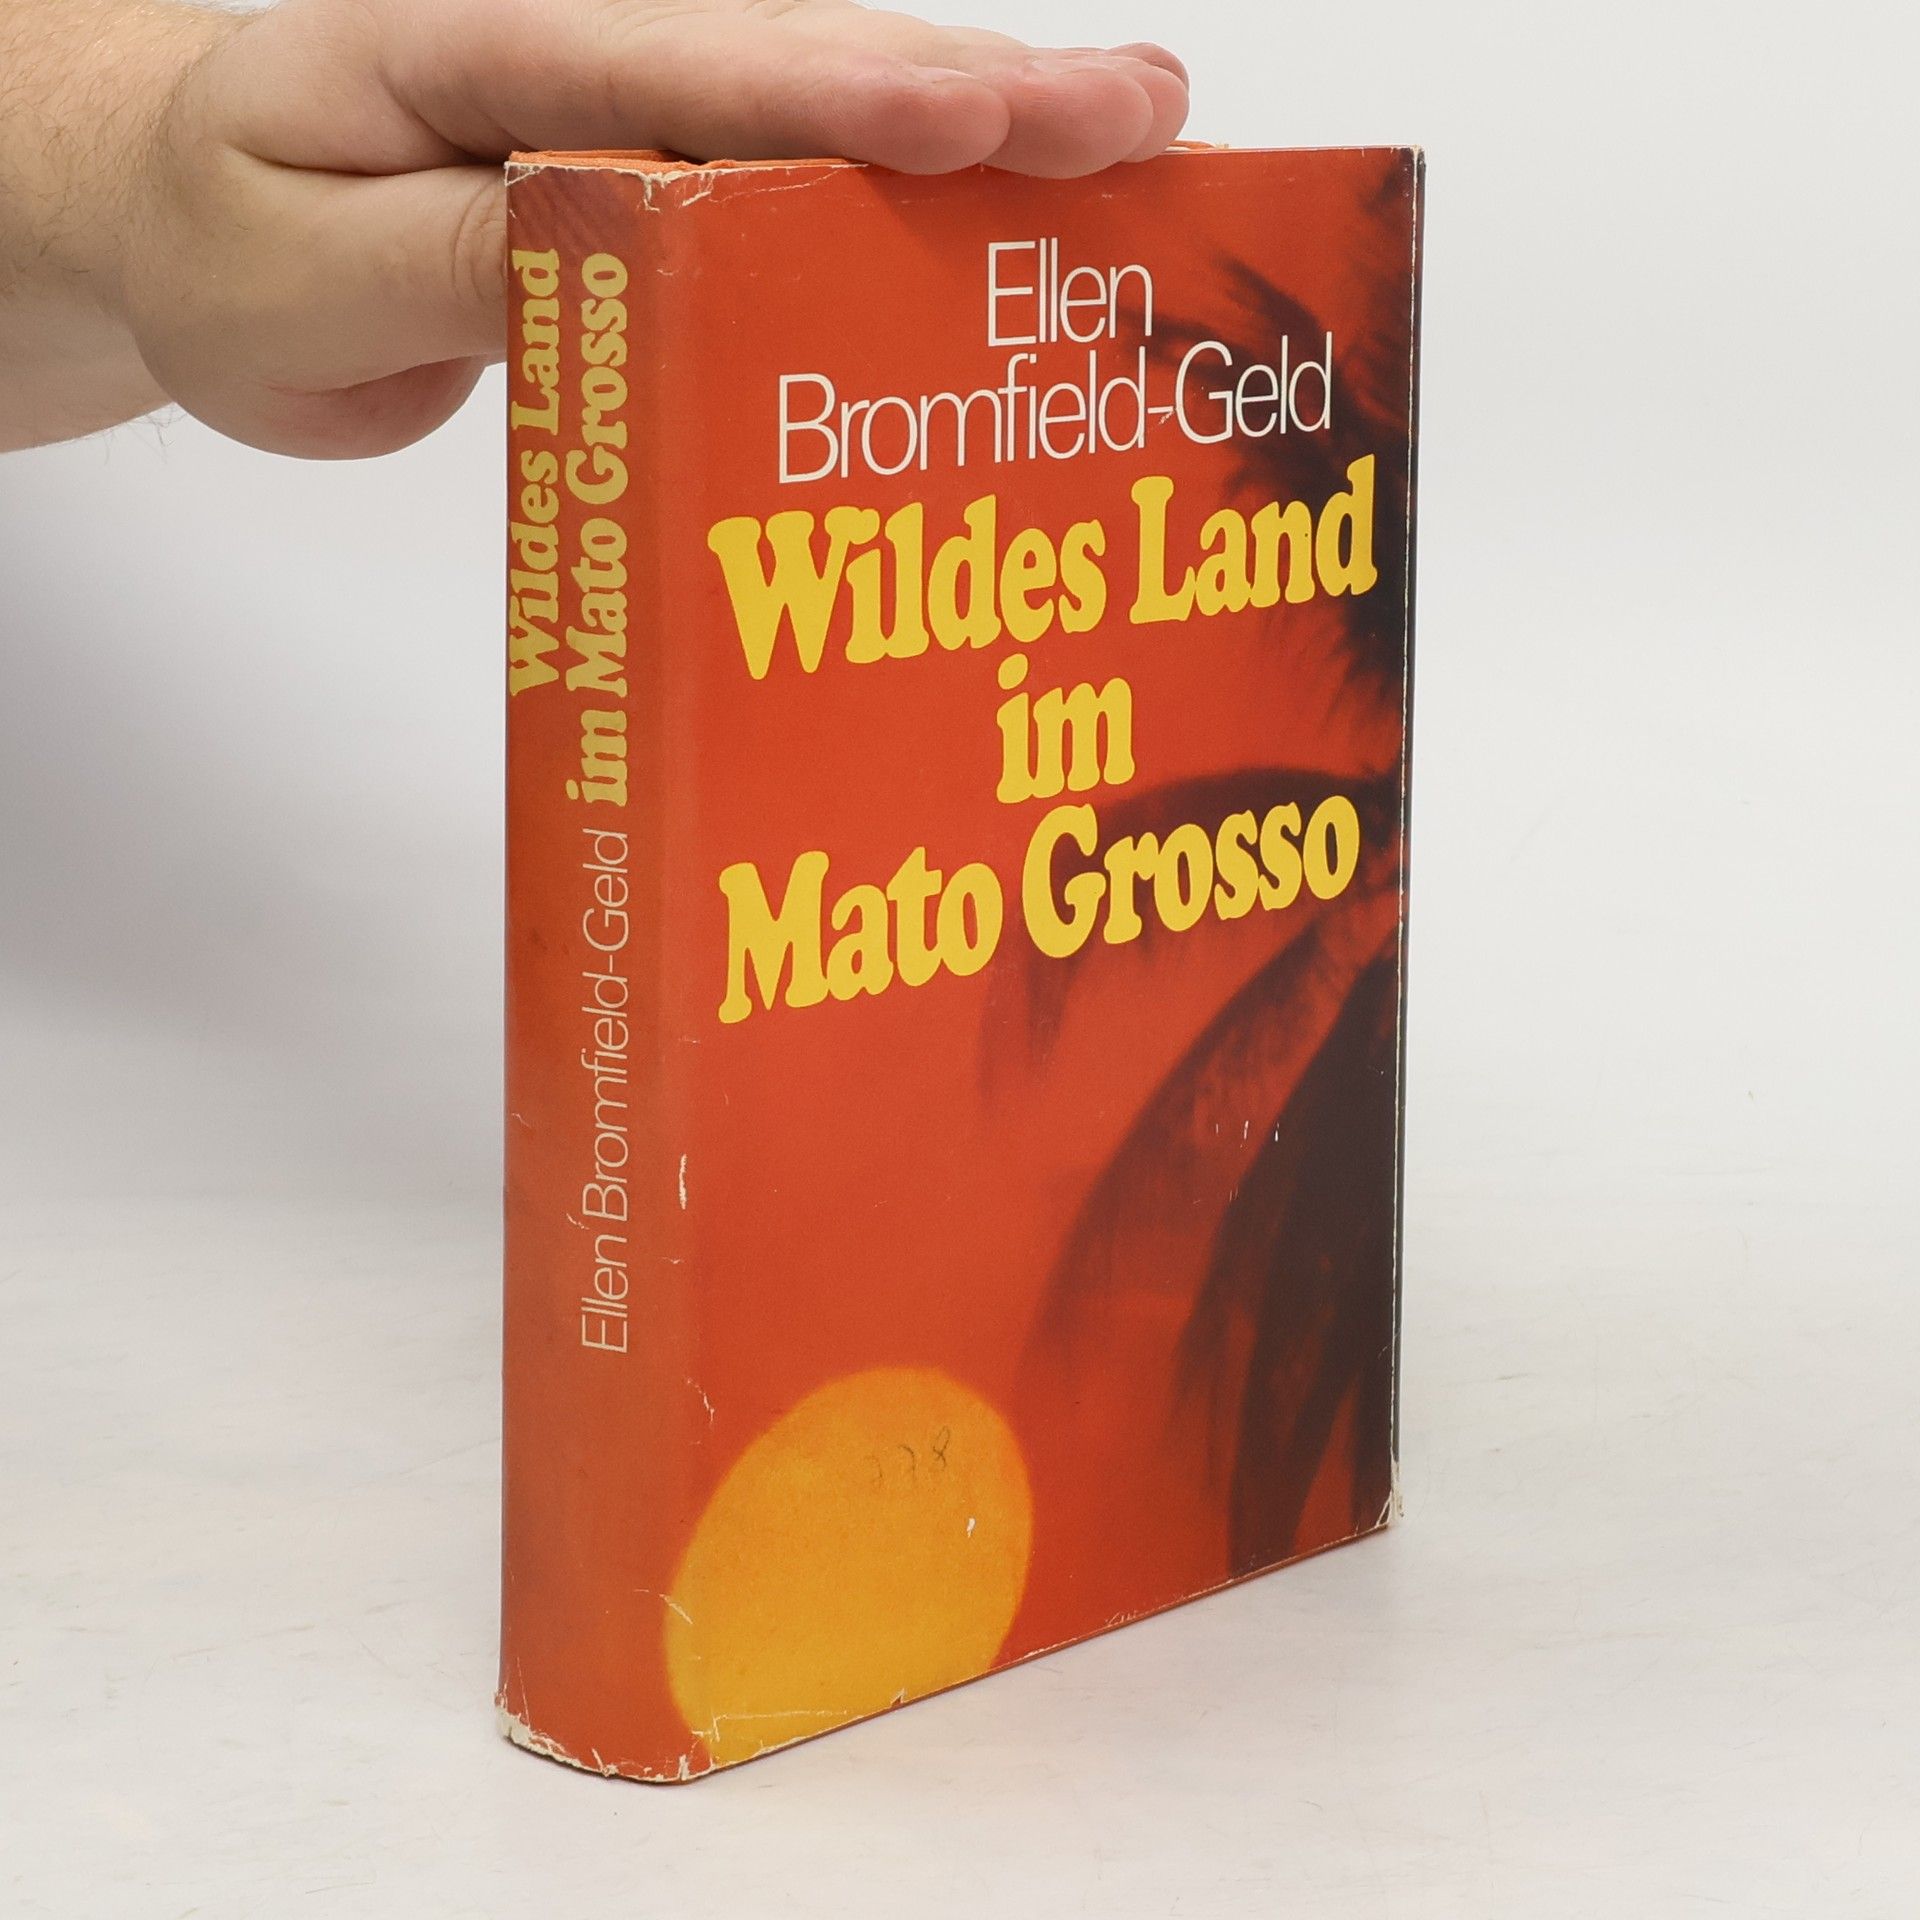 Wildes Land
im Mato Grosso
Ellen Bromfield-Geld
Ellen
Bromfield-Geld
Wildes Land
im
Mato Grosso